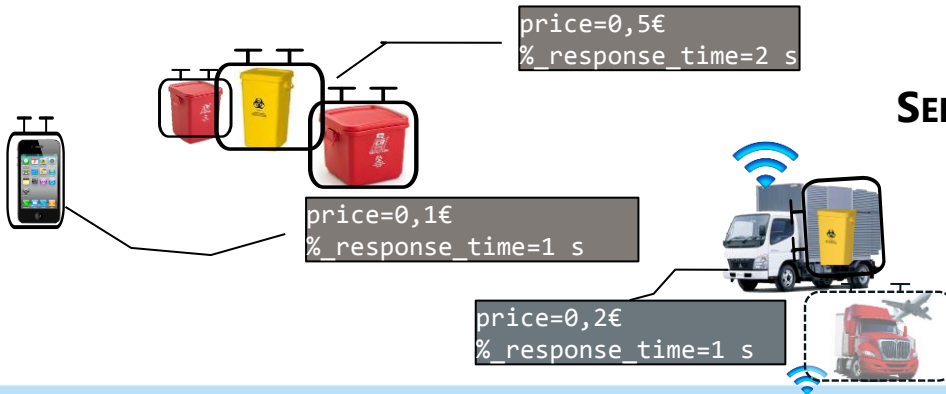 price=0,5€
%_response_time=2 s
price=0,1€
%_response_time=1 s
price=0,2€
%_response_time=1 s